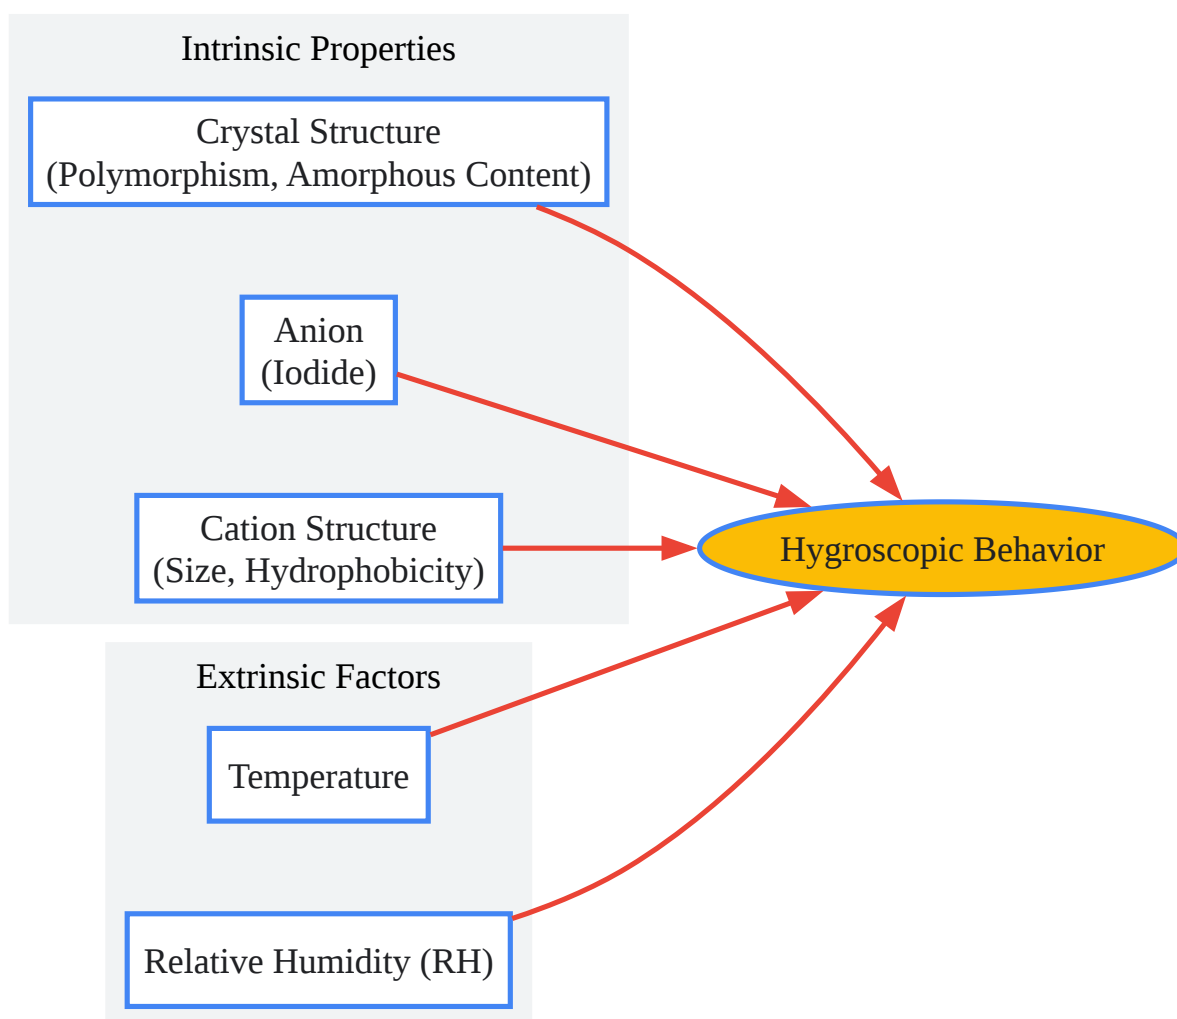 Intrinsic Properties
Crystal Structure
(Polymorphism, Amorphous Content)
Anion
(Iodide)
Cation Structure
(Size, Hydrophobicity)
Hygroscopic Behavior
Extrinsic Factors
Temperature
Relative Humidity (RH)